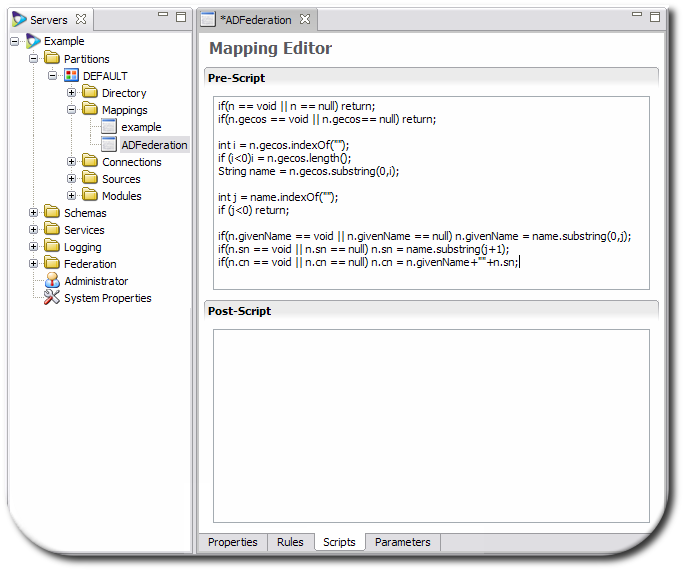 Servers
Example
Partitions
DEFAULT
Directory
Mappings
example
ADFederation
Connections
Sources
Modules
Schemas
Services
Logging
Federation
Administrator
System Properties
*ADFederation
Mapping Editor
Pre-Script
if(n == void || n == null) return;
if(n.gecos == void || n.gecos== null) return;
int i = n.gecos.indexOf("");
if (i<0)i = n.gecos.length();
String name = n.gecos.substring(0,i);
int j = name.indexOf("");
if (j<0) return;
if(n.givenName == void || n.givenName == null) n.givenName = name.substring(0,j);
if(n.sn == void || n.sn == null) n.sn = name.substring(j+1);
if(n.cn == void || n.cn == null) n.cn = n.givenName+""+n.sn;
Post-Script
Properties Rules Scripts Parameters